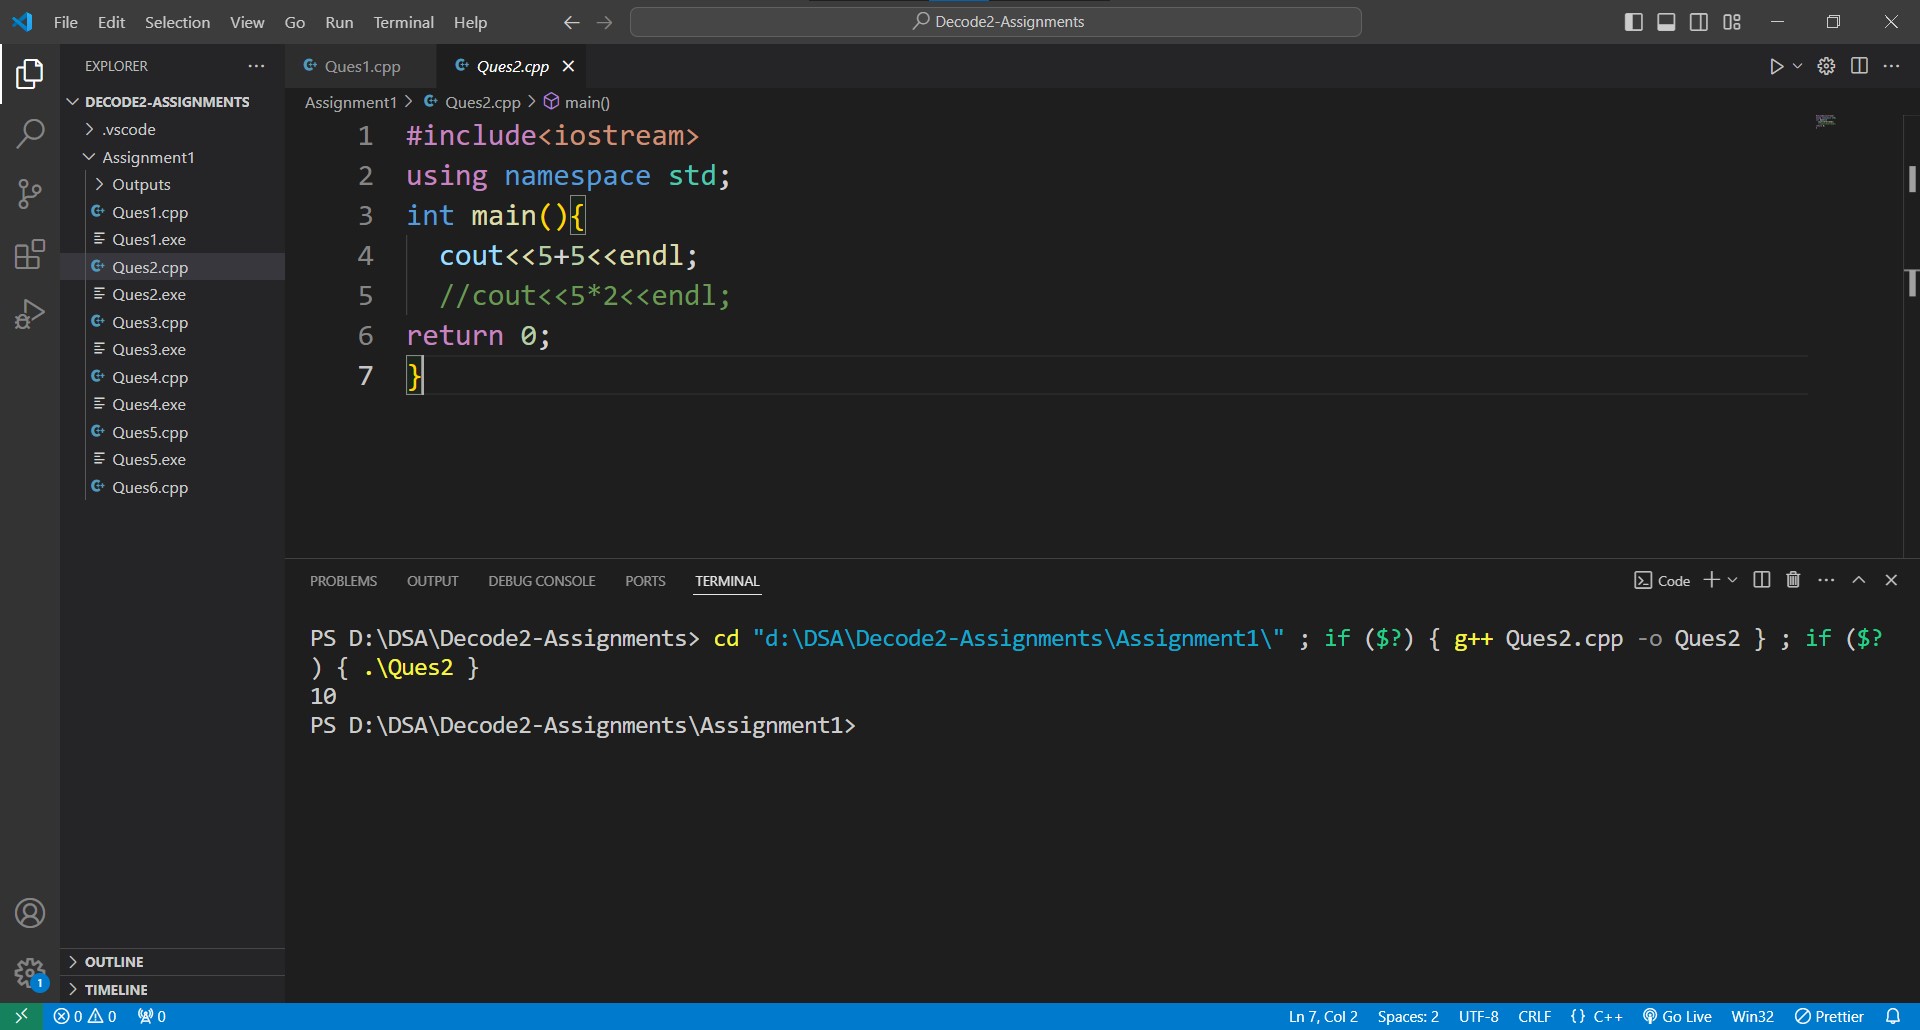 File Edit Selection View Go Run Terminal Help
Decode2-Assignments
EXPLORER
DECODE2-ASSIGNMENTS
.vscode
Assignment1
Outputs
Ques1.cpp
Ques1.exe
Ques2.cpp
Ques2.exe
Ques3.cpp
Ques3.exe
Ques4.cpp
Ques4.exe
Ques5.cpp
Ques5.exe
Ques6.cpp
OUTLINE
TIMELINE
Ques1.cpp Ques2.cpp
Assignment1 > Ques2.cpp > main()
1 #include<iostream>
2 using namespace std;
3 int main(){
4 cout<<5+5<<endl;
5 //cout<<5*2<<endl;
6 return 0;
7 }
PROBLEMS OUTPUT DEBUG CONSOLE PORTS TERMINAL
Code
PS D:\DSA\Decode2-Assignments> cd "d:\DSA\Decode2-Assignments\Assignment1\" ; if ($?) { g++ Ques2.cpp -o Ques2 } ; if ($?
) { .\Ques2 }
10
PS D:\DSA\Decode2-Assignments\Assignment1>
1
0 0 0 Ln 7, Col 2 Spaces: 2 UTF-8 CRLF {} C++ Go Live Win32 Prettier